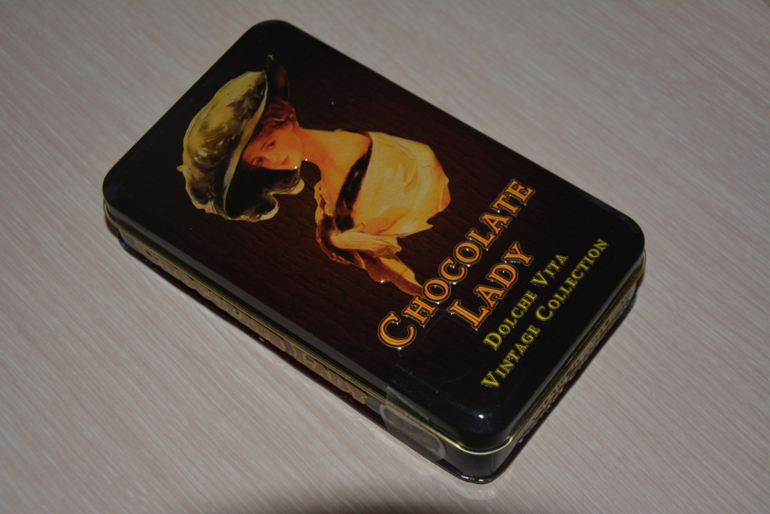 CHOCOLATE
LADY
DOLCHE VITA
VINTAGE COLLECTION